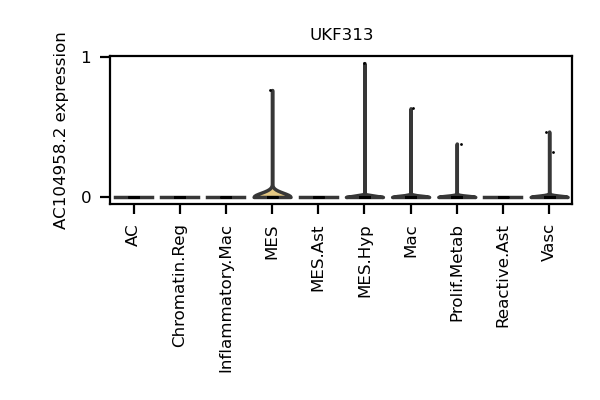 UKF313
AC104958.2 expression
1
0
AC
Chromatin.Reg
Inflammatory.Mac
MES
MES.Ast
MES.Hyp
Mac
Prolif.Metab
Reactive.Ast
Vasc